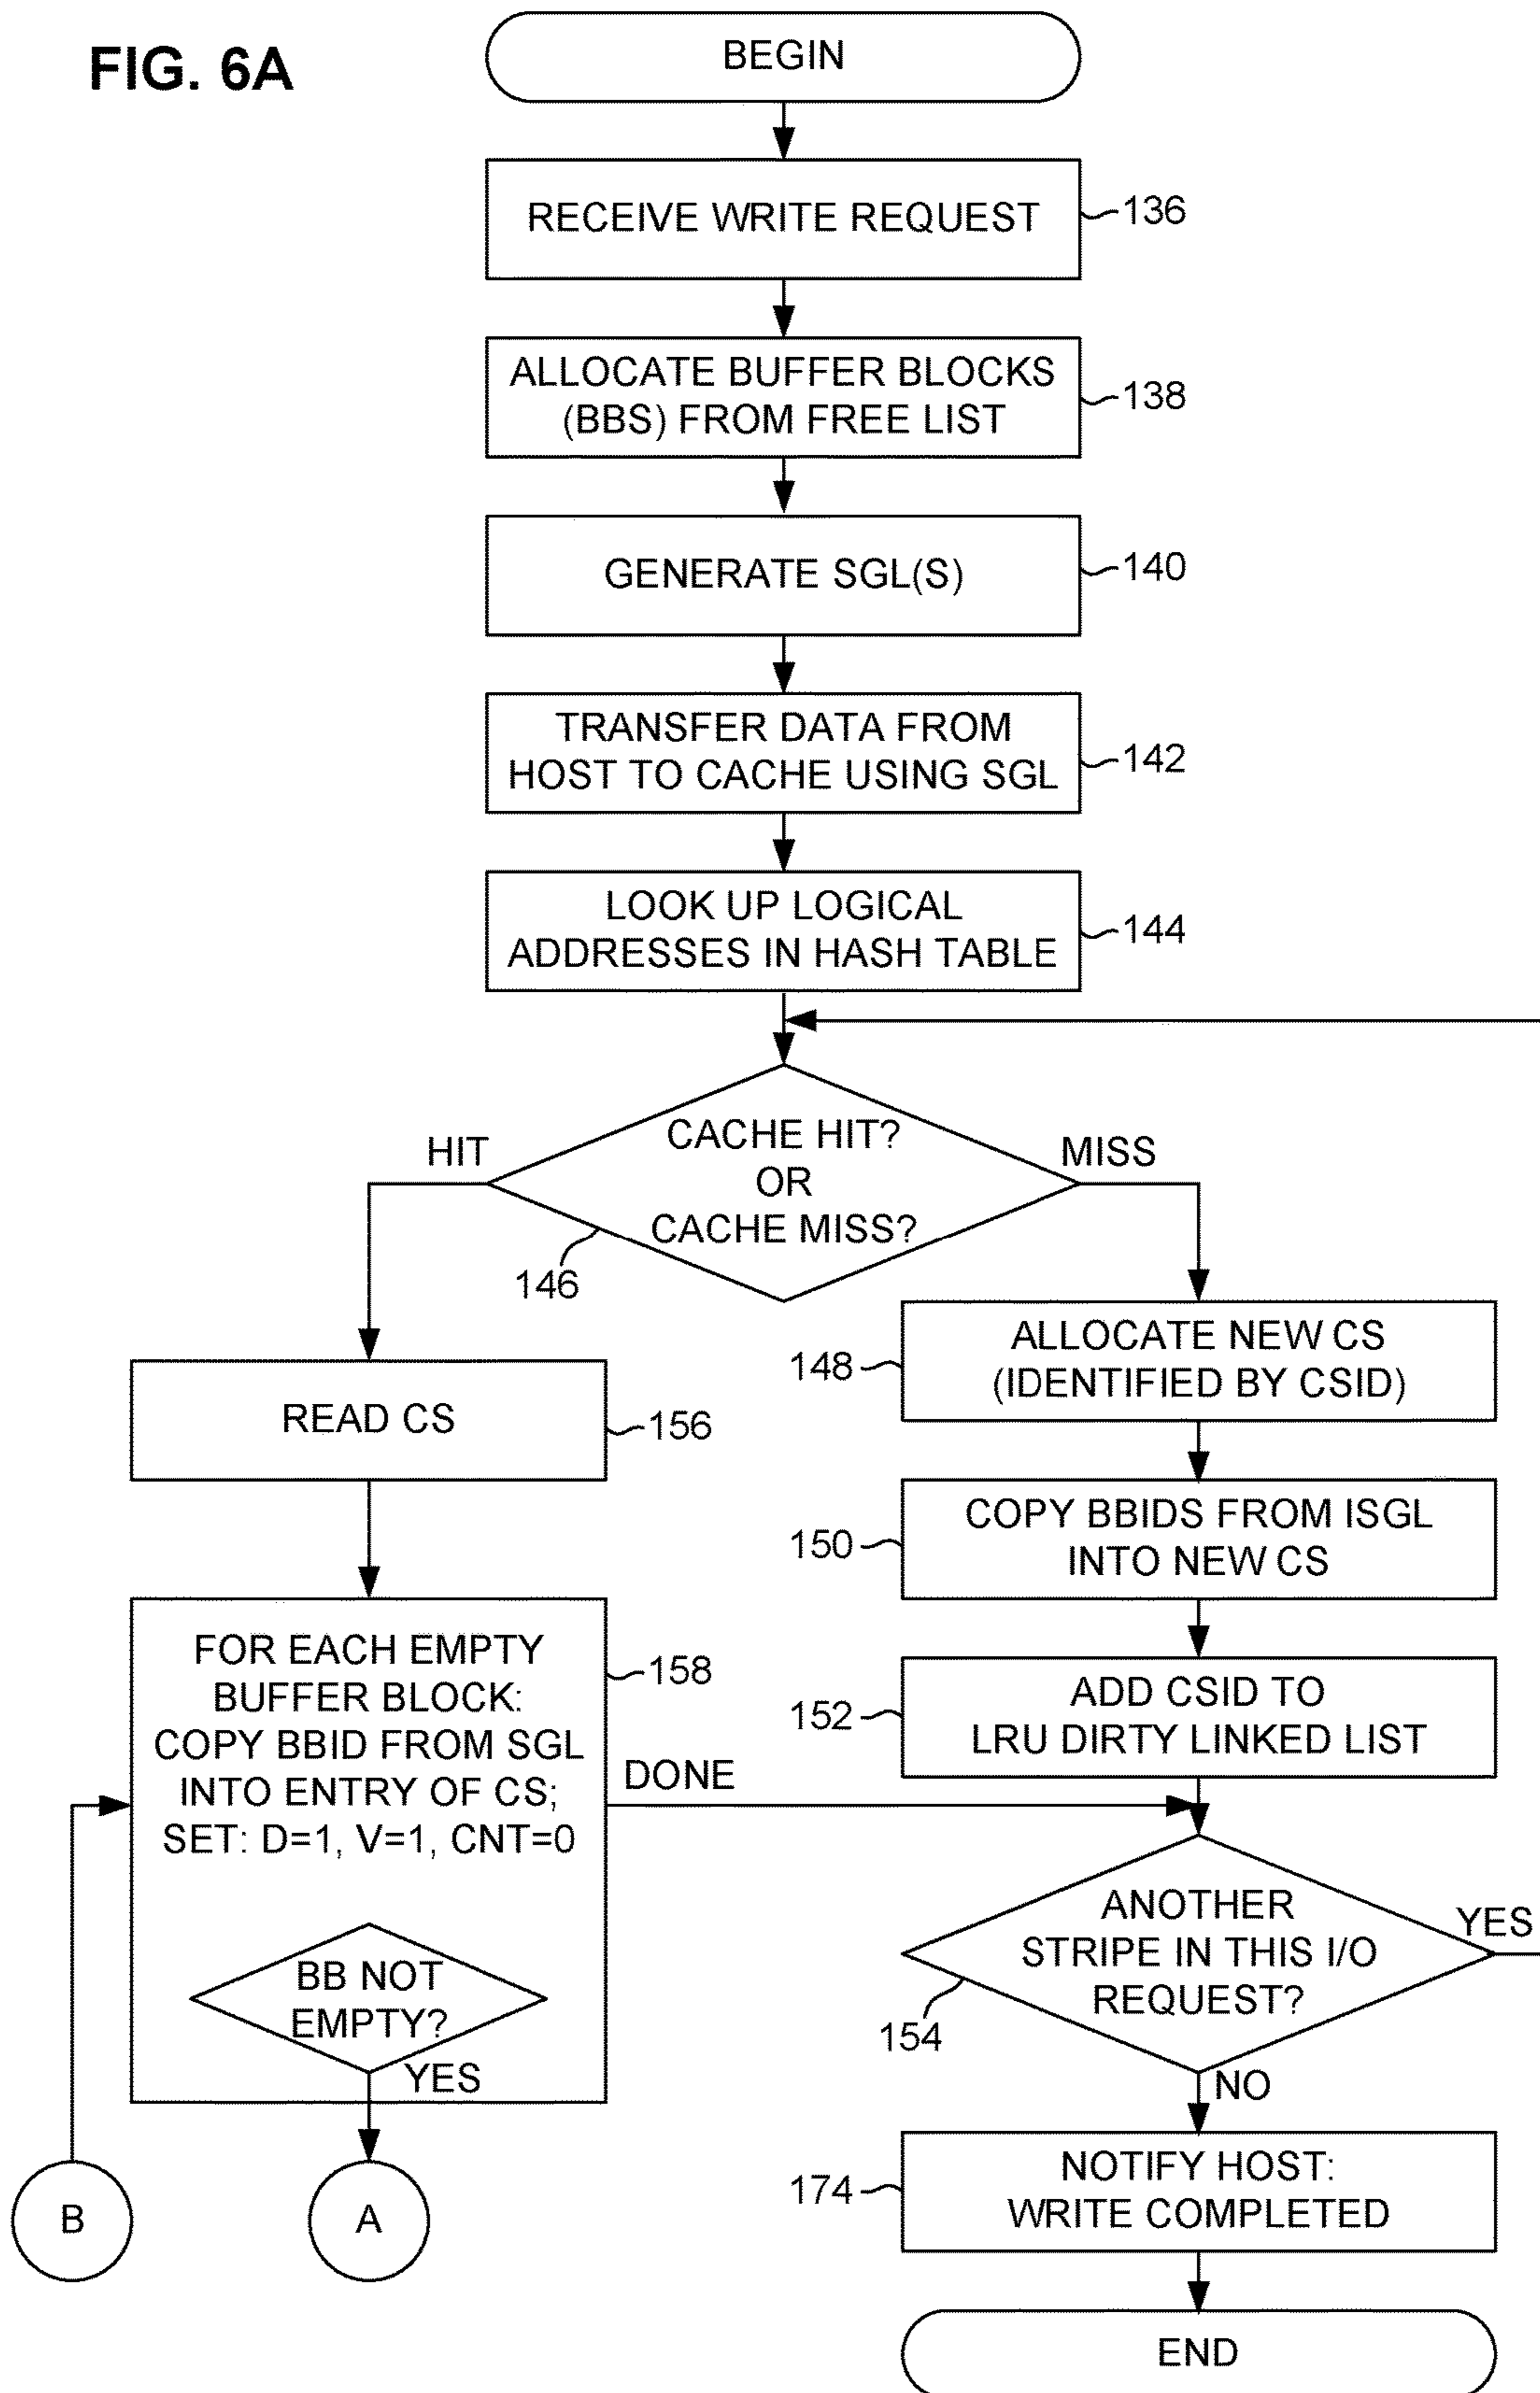 FIG. 6A
BEGIN
RECEIVE WRITE REQUEST
136
ALLOCATE BUFFER BLOCKS
(BBS) FROM FREE LIST
138
GENERATE SGL(S)
140
TRANSFER DATA FROM
HOST TO CACHE USING SGL
142
LOOK UP LOGICAL
ADDRESSES IN HASH TABLE
144
CACHE HIT?
OR
CACHE MISS?
HIT
MISS
146
ALLOCATE NEW CS
(IDENTIFIED BY CSID)
148
READ CS
156
COPY BBIDS FROM ISGL
INTO NEW CS
150
FOR EACH EMPTY
BUFFER BLOCK:
COPY BBID FROM SGL
INTO ENTRY OF CS;
SET: D=1, V=1, CNT=0
158
ADD CSID TO
LRU DIRTY LINKED LIST
152
DONE
BB NOT
EMPTY?
YES
ANOTHER
STRIPE IN THIS I/O
REQUEST?
YES
154
NO
B
A
NOTIFY HOST:
WRITE COMPLETED
174
END